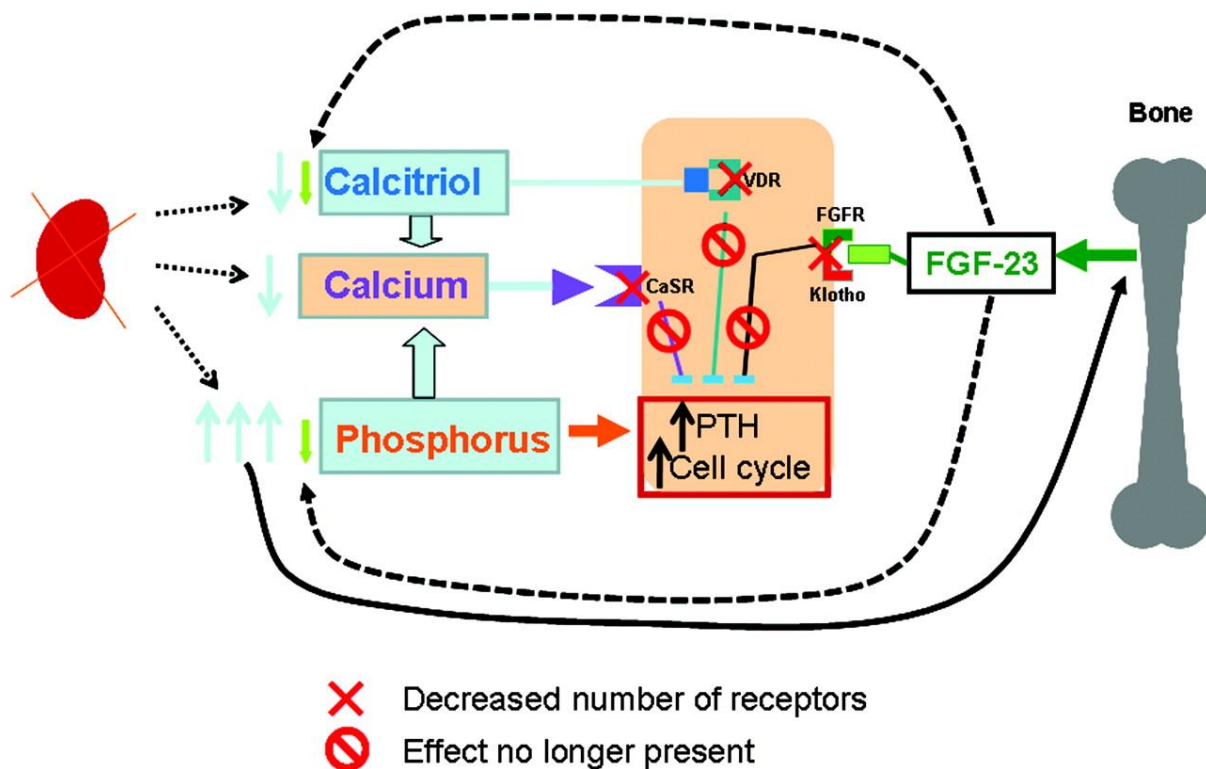 Bone
Calcitriol
VDR
FGFR
FGF-23
Calcium
CaSR
Klotho
Phosphorus
PTH
Cell cycle
Decreased number of receptors
Effect no longer present